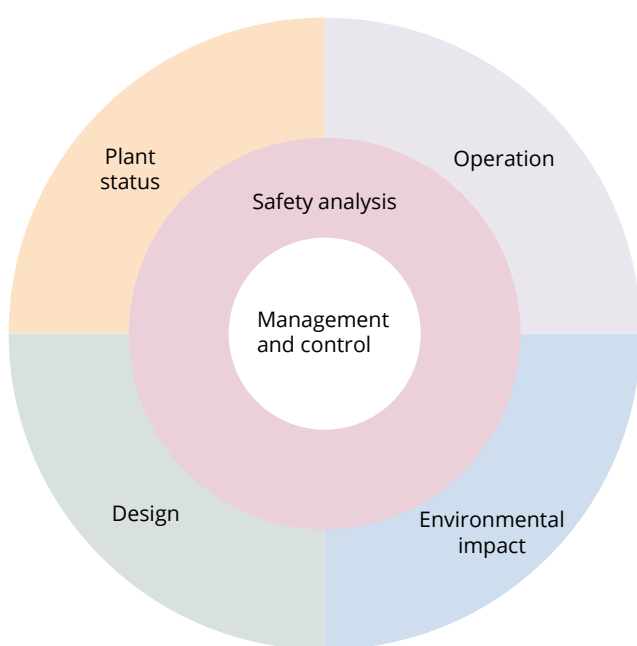 Plant
status
Operation
Safety analysis
Management
and control
Design
Environmental
impact